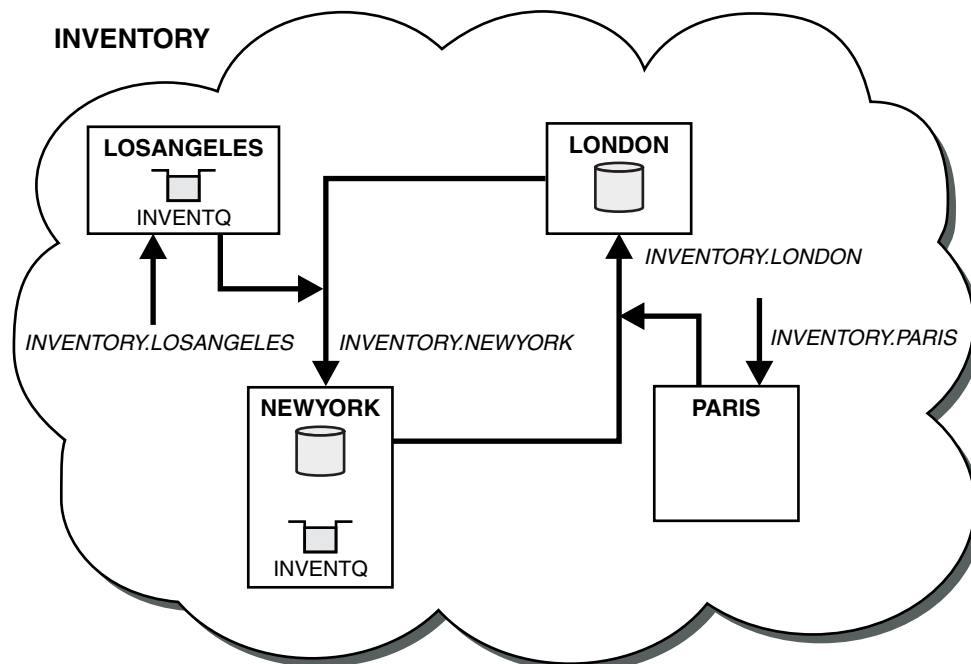 INVENTORY
LOSANGELES
INVENTQ
LONDON
INVENTORY.LONDON
INVENTORY.LOSANGELES
INVENTORY.NEWYORK
INVENTORY.PARIS
NEWYORK
INVENTQ
PARIS